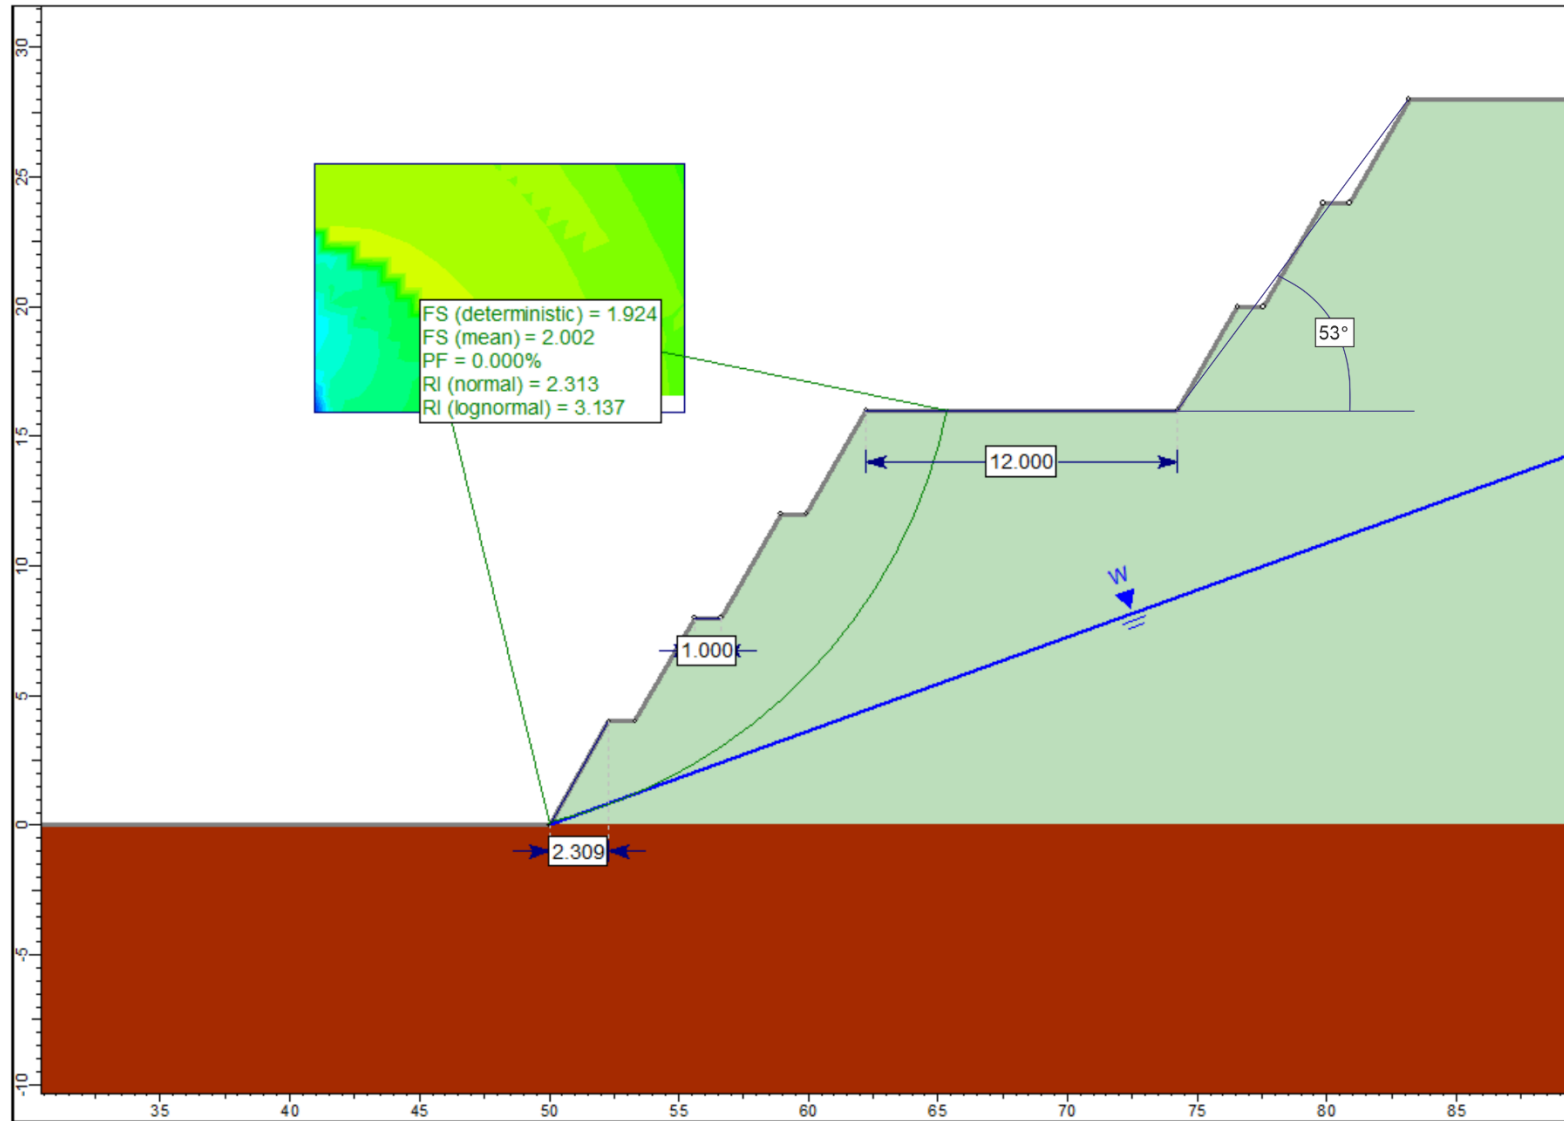 30
25
20
15
10
5
0
-5
-10
FS (deterministic) = 1.924
FS (mean) = 2.002
PF = 0.000%
RI (normal) = 2.313
RI (lognormal) = 3.137
53°
12.000
W
1.000
2.309
35 40 45 50 55 60 65 70 75 80 85